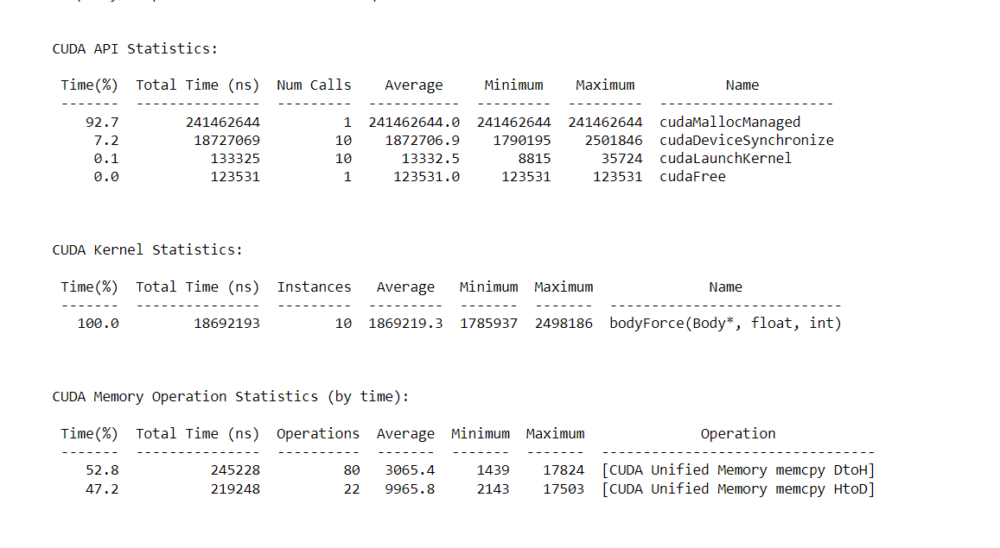 CUDA API Statistics:
Time(%) Total Time (ns) Num Calls Average Minimum Maximum Name
------- --------------- --------- ----------- --------- --------- ---------------------
92.7 241462644 1 241462644.0 241462644 241462644 cudaMallocManaged
7.2 18727069 10 1872706.9 1790195 2501846 cudaDeviceSynchronize
0.1 133325 10 13332.5 8815 35724 cudaLaunchKernel
0.0 123531 1 123531.0 123531 123531 cudaFree
CUDA Kernel Statistics:
Time(%) Total Time (ns) Instances Average Minimum Maximum Name
------- --------------- --------- --------- ------- ------- ----------------------------
100.0 18692193 10 1869219.3 1785937 2498186 bodyForce(Body*, float, int)
CUDA Memory Operation Statistics (by time):
Time(%) Total Time (ns) Operations Average Minimum Maximum Operation
------- --------------- ---------- ------- ------- ------- ---------------------------------
52.8 245228 80 3065.4 1439 17824 [CUDA Unified Memory memcpy DtoH]
47.2 219248 22 9965.8 2143 17503 [CUDA Unified Memory memcpy HtoD]